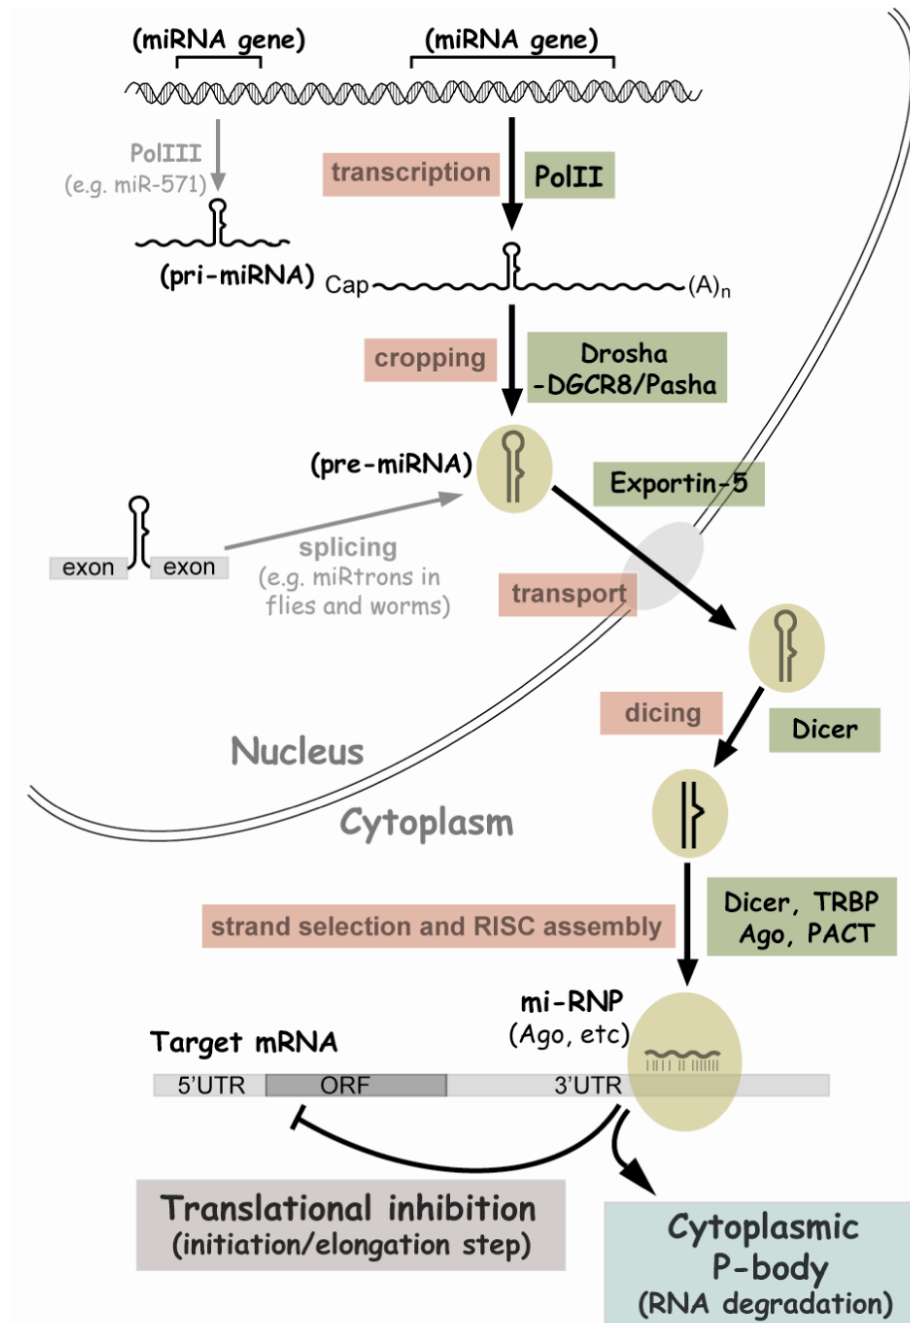 (miRNA gene)
(miRNA gene)
PolIII
(e.g. miR-571)
transcription
PolII
(pri-miRNA)
Cap
(A)n
cropping
Drosha
-DGCR8/Pasha
(pre-miRNA)
Exportin-5
exon
exon
splicing
(e.g. miRtrons in
flies and worms)
transport
dicing
Dicer
Nucleus
Cytoplasm
strand selection and RISC assembly
Dicer, TRBP
Ago, PACT
mi-RNP
(Ago, etc)
Target mRNA
5'UTR
ORF
3'UTR
Translational inhibition
(initiation/elongation step)
Cytoplasmic
P-body
(RNA degradation)